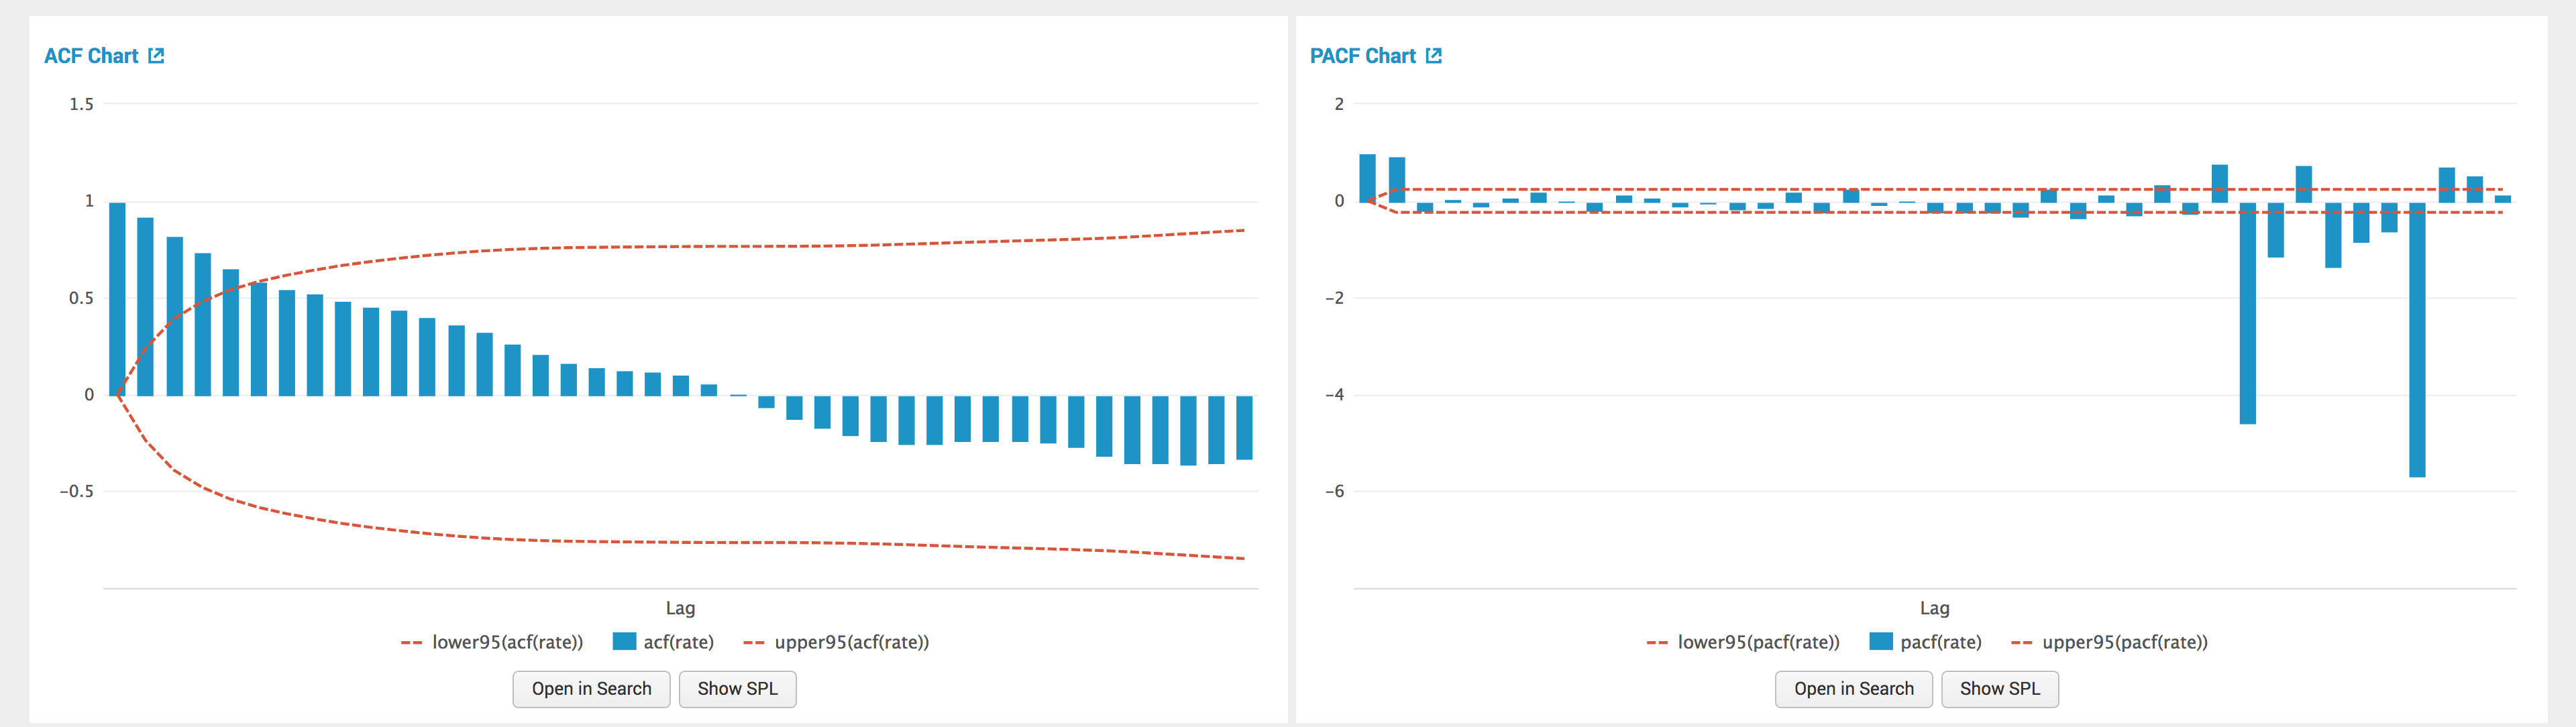 ACF Chart
1.5
1
0.5
0
−0.5
Lag
lower95(acf(rate)) acf(rate) upper95(acf(rate))
Open in Search Show SPL
PACF Chart
2
0
−2
−4
−6
Lag
lower95(pacf(rate)) pacf(rate) upper95(pacf(rate))
Open in Search Show SPL